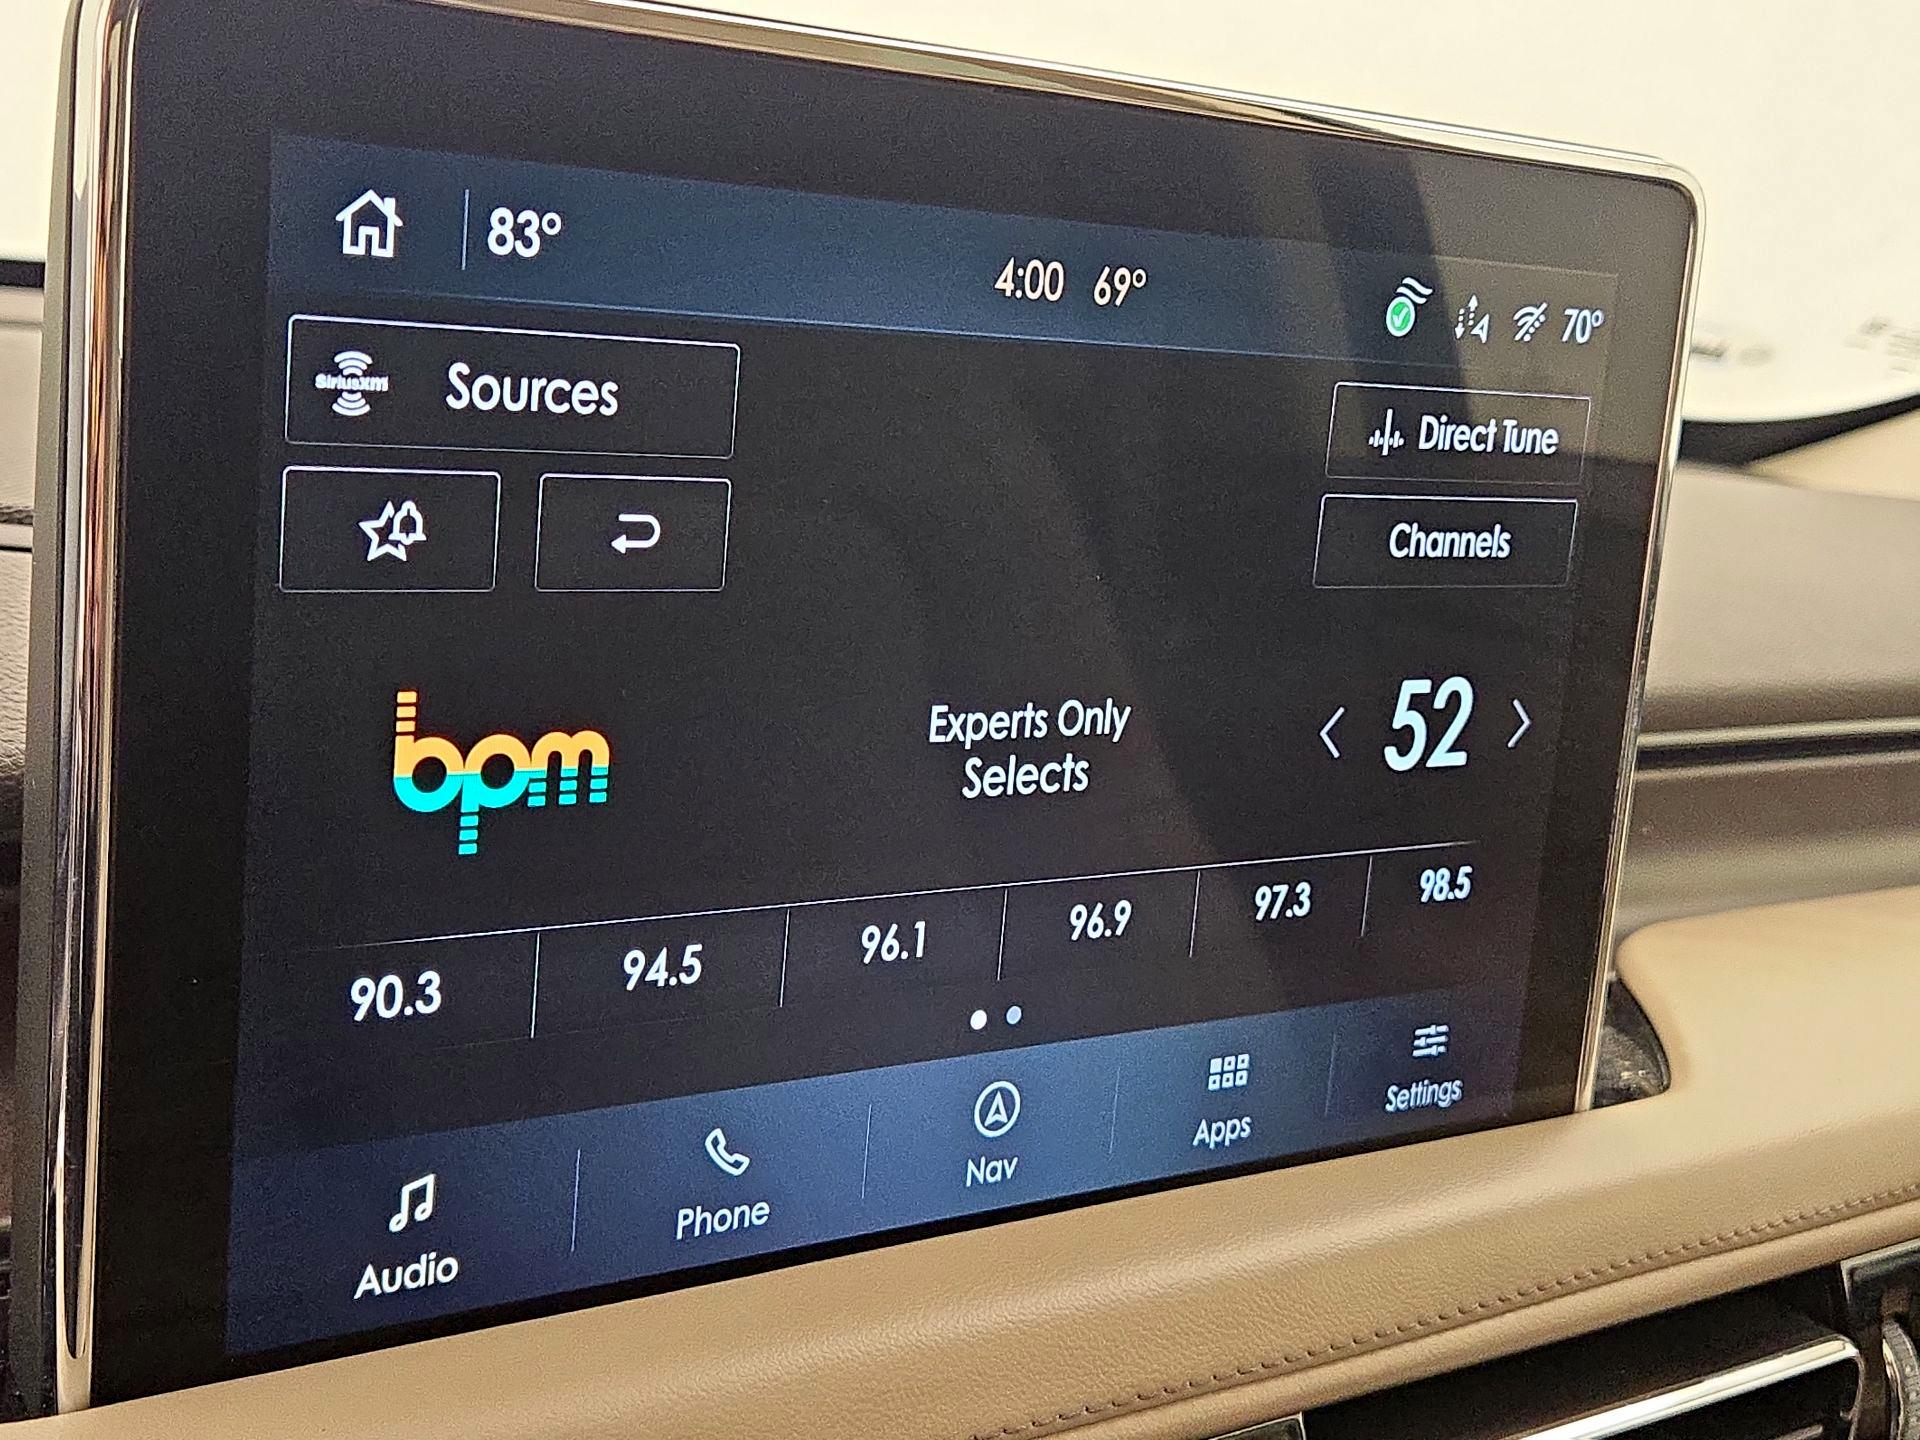 83°
4:00 69°
70°
SiriusXM
Sources
Direct Tune
Channels
bpm
Experts Only
Selects
52
90.3
94.5
96.1
96.9
97.3
98.5
Audio
Phone
Nav
Apps
Settings